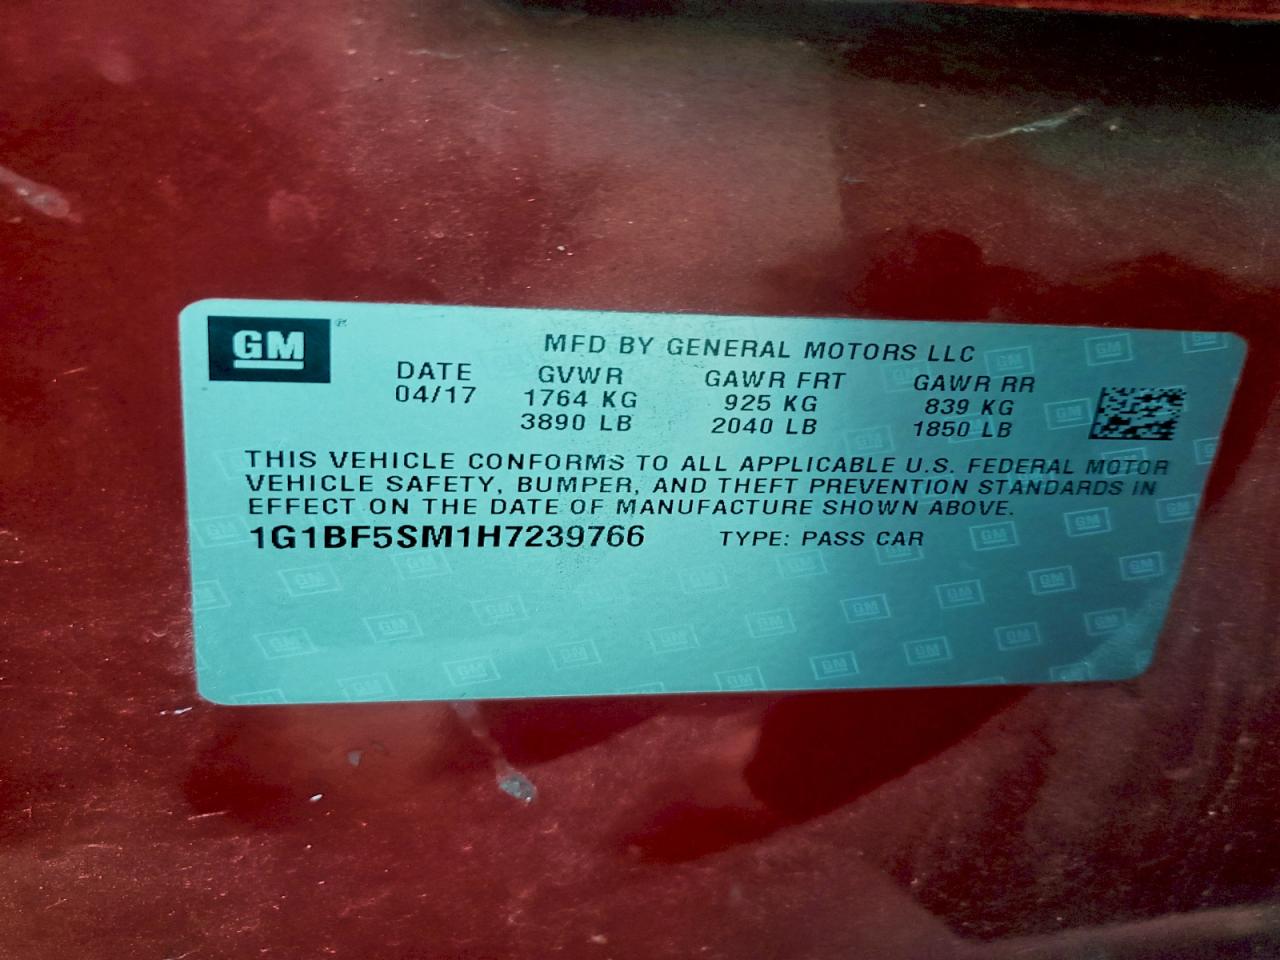 GM
MFD BY GENERAL MOTORS LLC
DATE GVWR GAWR FRT GAWR RR
04/17 1764 KG 925 KG 839 KG
3890 LB 2040 LB 1850 LB
THIS VEHICLE CONFORMS TO ALL APPLICABLE U.S. FEDERAL MOTOR
VEHICLE SAFETY, BUMPER, AND THEFT PREVENTION STANDARDS IN
EFFECT ON THE DATE OF MANUFACTURE SHOWN ABOVE.
1G1BF5SM1H7239766 TYPE: PASS CAR